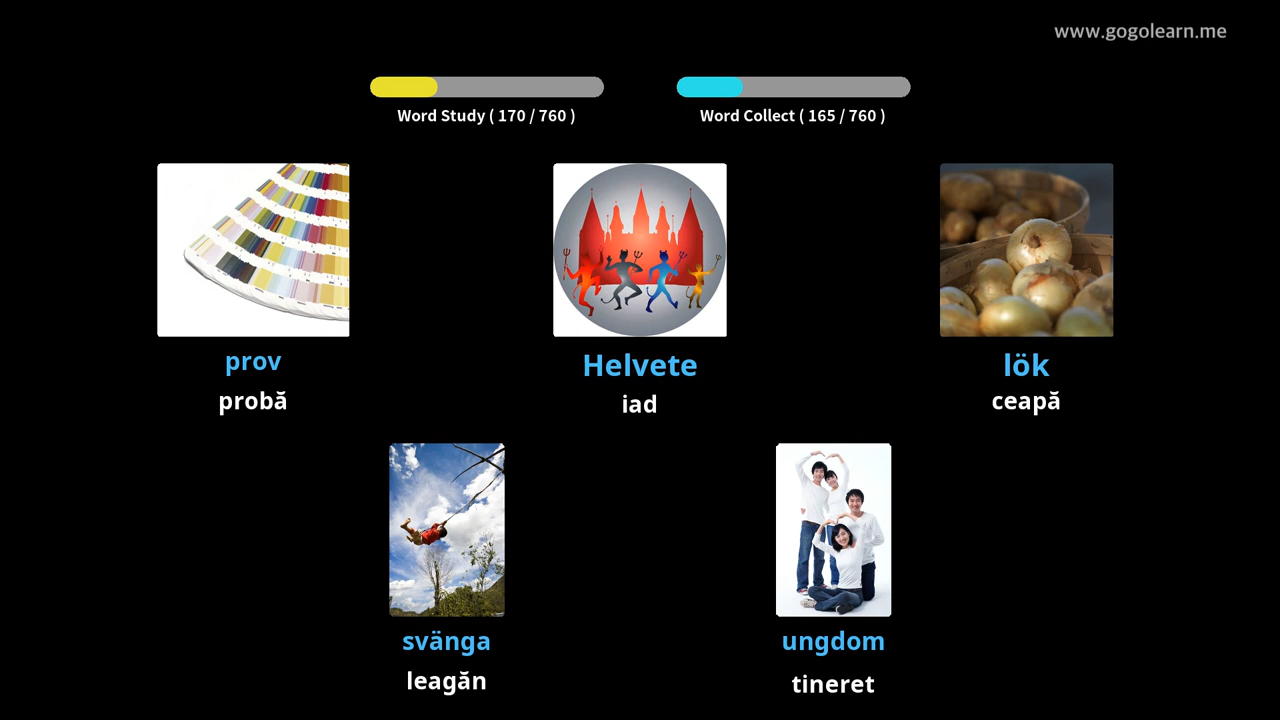 www.gogolearn.me
Word Study ( 170 / 760 )
Word Collect ( 165 / 760 )
prov
probă
Helvete
iad
lök
ceapă
svänga
leagăn
ungdom
tineret